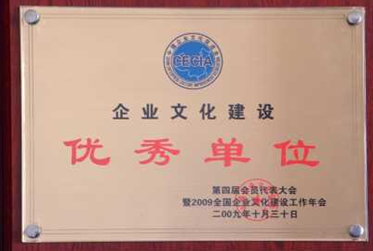 CECIA
企业文化建设
优秀单位
第四届会员代表大会
暨2009全国企业文化建设工作年会
二00九年十月三十日